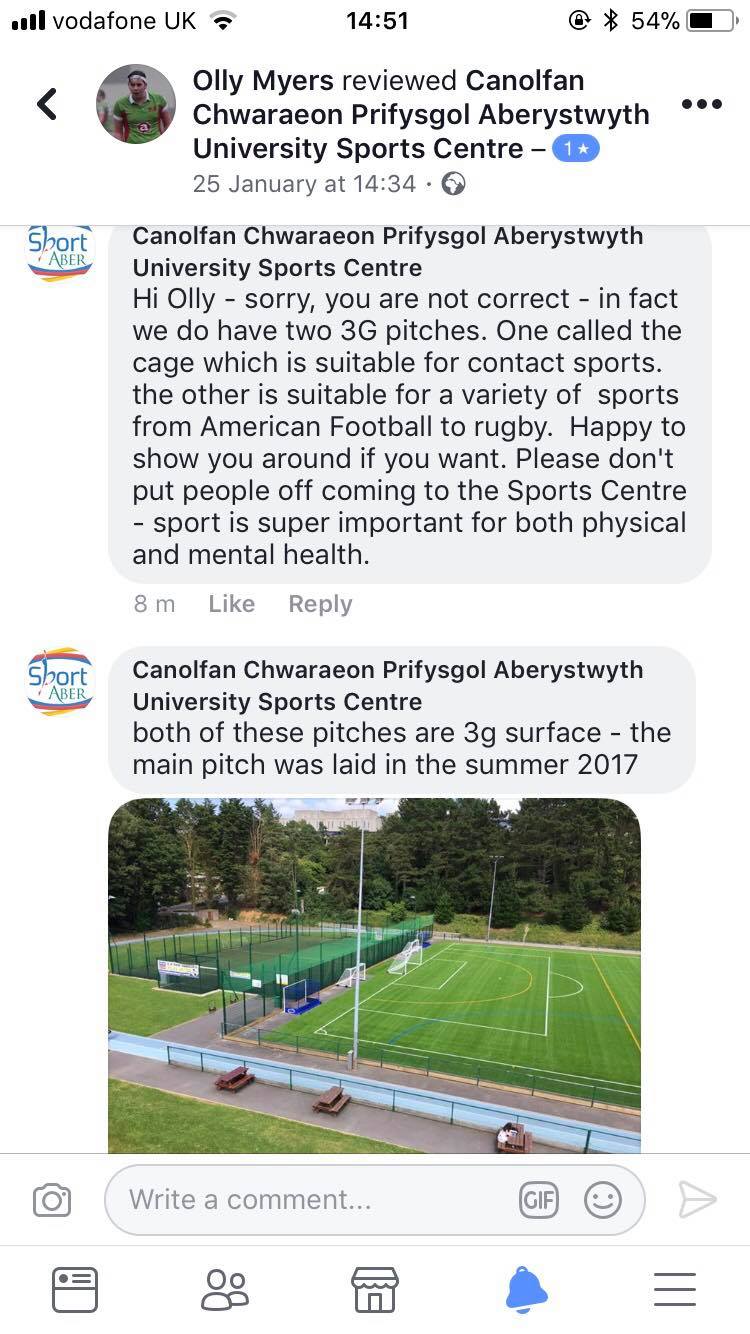 vodafone UK
14:51
54%
Olly Myers reviewed Canolfan
Chwaraeon Prifysgol Aberystwyth
University Sports Centre – 1★
25 January at 14:34 ·
Sport
ABER
Canolfan Chwaraeon Prifysgol Aberystwyth
University Sports Centre
Hi Olly - sorry, you are not correct - in fact
we do have two 3G pitches. One called the
cage which is suitable for contact sports.
the other is suitable for a variety of  sports
from American Football to rugby.  Happy to
show you around if you want. Please don't
put people off coming to the Sports Centre
- sport is super important for both physical
and mental health.
8 m Like Reply
Sport
ABER
Canolfan Chwaraeon Prifysgol Aberystwyth
University Sports Centre
both of these pitches are 3g surface - the
main pitch was laid in the summer 2017
Write a comment...
GIF